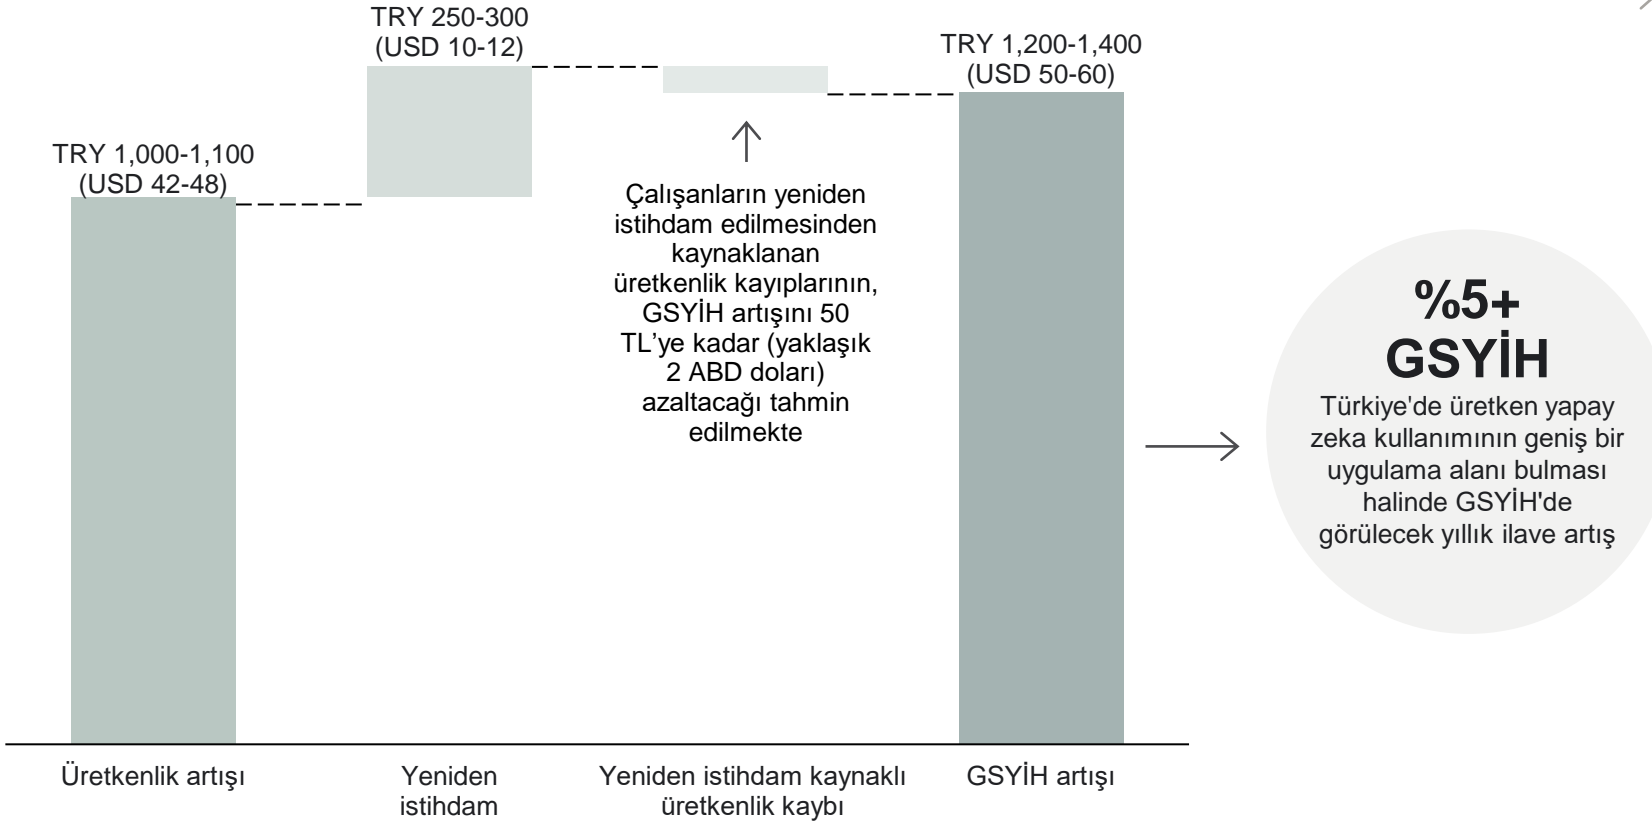 TRY 250-300
(USD 10-12)
TRY 1,200-1,400
(USD 50-60)
TRY 1,000-1,100
(USD 42-48)
Çalışanların yeniden
istihdam edilmesinden
kaynaklanan
üretkenlik kayıplarının,
GSYİH artışını 50
TL’ye kadar (yaklaşık
2 ABD doları)
azaltacağı tahmin
edilmekte
%5+
GSYİH
Türkiye'de üretken yapay
zeka kullanımının geniş bir
uygulama alanı bulması
halinde GSYİH'de
görülecek yıllık ilave artış
Üretkenlik artışı
Yeniden
istihdam
Yeniden istihdam kaynaklı
üretkenlik kaybı
GSYİH artışı